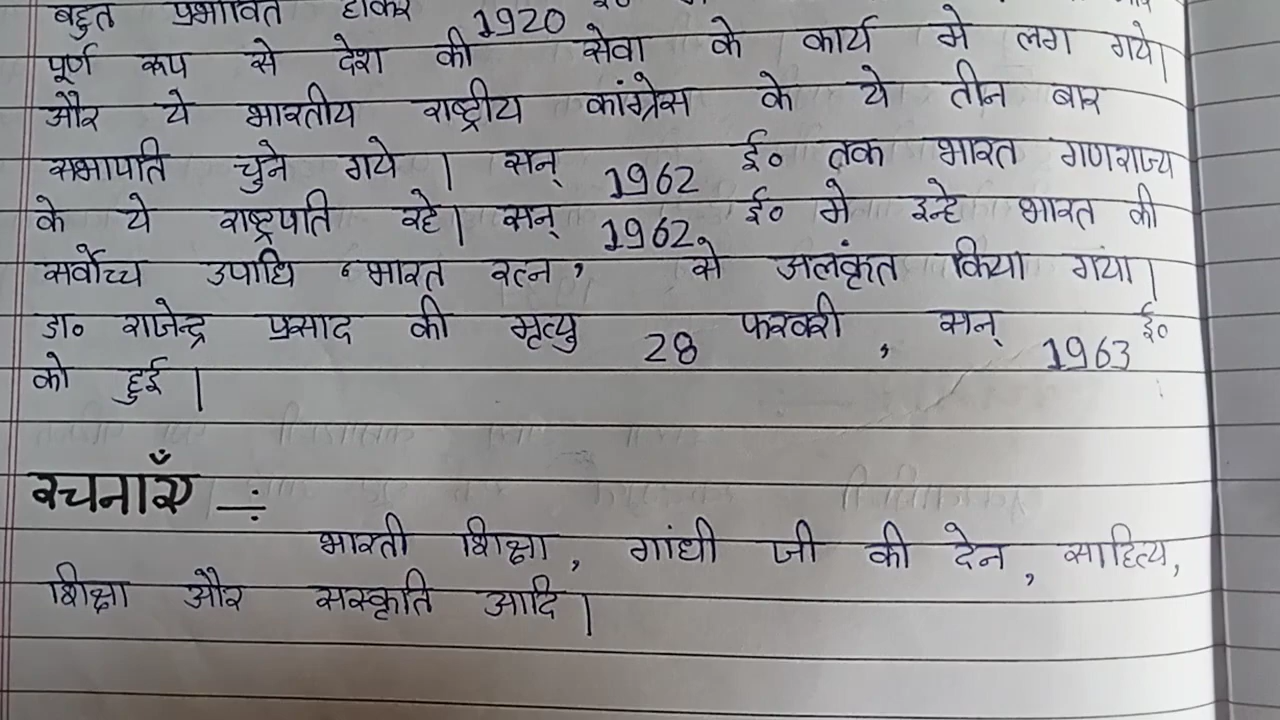 बहुत प्रभावित होकर 1920 ई०
पूर्ण रूप से देश की सेवा के कार्य मे लग गये।
और ये भारतीय राष्ट्रीय कांग्रेस के ये तीन बार
सभापति चुने गये । सन् 1962 ई० तक भारत गणराज्य
के ये राष्ट्रपति रहे। सन् 1962 ई० मे इन्हे भारत की
सर्वोच्च उपाधि ‘भारत रत्न’ से अलंकृत किया गया।
डा० राजेन्द्र प्रसाद की मृत्यु 28 फरवरी , सन् 1963 ई०
को हुई ।
रचनाएँ ÷
भारती शिक्षा , गांधी जी की देन , साहित्य,
शिक्षा और संस्कृति आदि ।